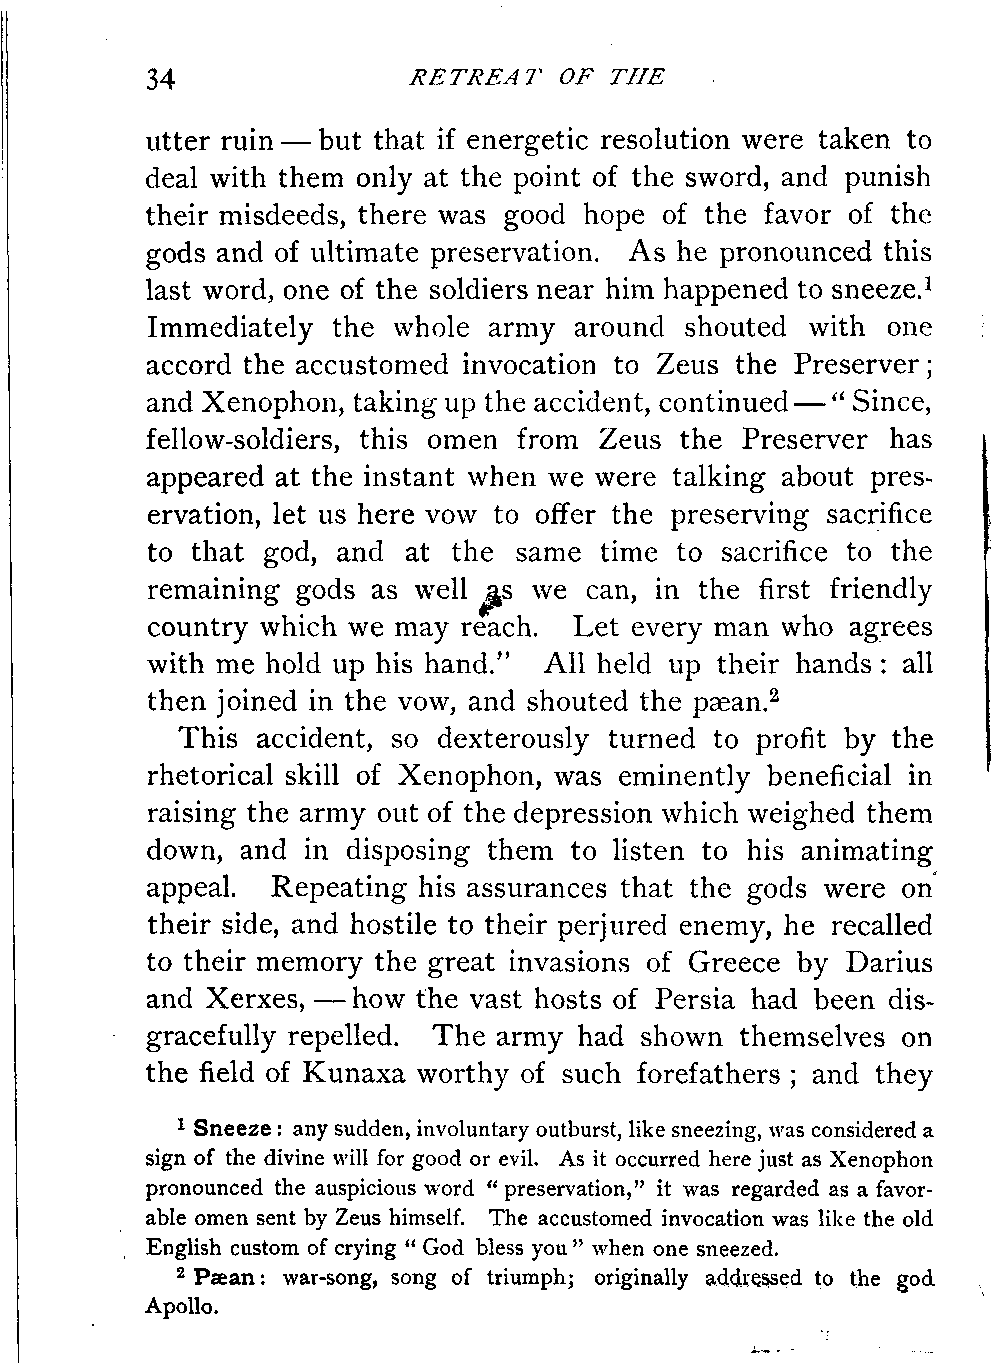 34 RETREAT OF THE
utter ruin — but that if energetic resolution were taken to
deal with them only at the point of the sword, and punish
their misdeeds, there was good hope of the favor of the
gods and of ultimate preservation. As he pronounced this
last word, one of the soldiers near him happened to sneeze.¹
Immediately the whole army around shouted with one
accord the accustomed invocation to Zeus the Preserver;
and Xenophon, taking up the accident, continued — “Since,
fellow-soldiers, this omen from Zeus the Preserver has
appeared at the instant when we were talking about pres-
ervation, let us here vow to offer the preserving sacrifice
to that god, and at the same time to sacrifice to the
remaining gods as well as we can, in the first friendly
country which we may reach. Let every man who agrees
with me hold up his hand.” All held up their hands: all
then joined in the vow, and shouted the pæan.²
This accident, so dexterously turned to profit by the
rhetorical skill of Xenophon, was eminently beneficial in
raising the army out of the depression which weighed them
down, and in disposing them to listen to his animating
appeal. Repeating his assurances that the gods were on
their side, and hostile to their perjured enemy, he recalled
to their memory the great invasions of Greece by Darius
and Xerxes, — how the vast hosts of Persia had been dis-
gracefully repelled. The army had shown themselves on
the field of Kunaxa worthy of such forefathers; and they
¹ Sneeze: any sudden, involuntary outburst, like sneezing, was considered a
sign of the divine will for good or evil. As it occurred here just as Xenophon
pronounced the auspicious word “preservation,” it was regarded as a favor-
able omen sent by Zeus himself. The accustomed invocation was like the old
English custom of crying “God bless you” when one sneezed.
² Pæan: war-song, song of triumph; originally addressed to the god
Apollo.